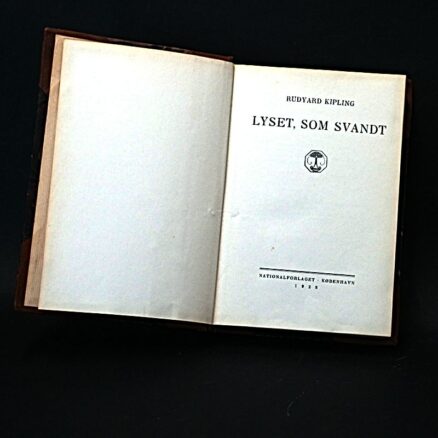 RUDYARD KIPLING
LYSET, SOM SVANDT
NATIONALFORLAGET · KØBENHAVN